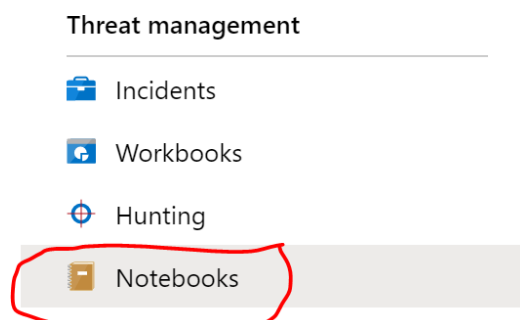 Threat management
Incidents
Workbooks
Hunting
Notebooks